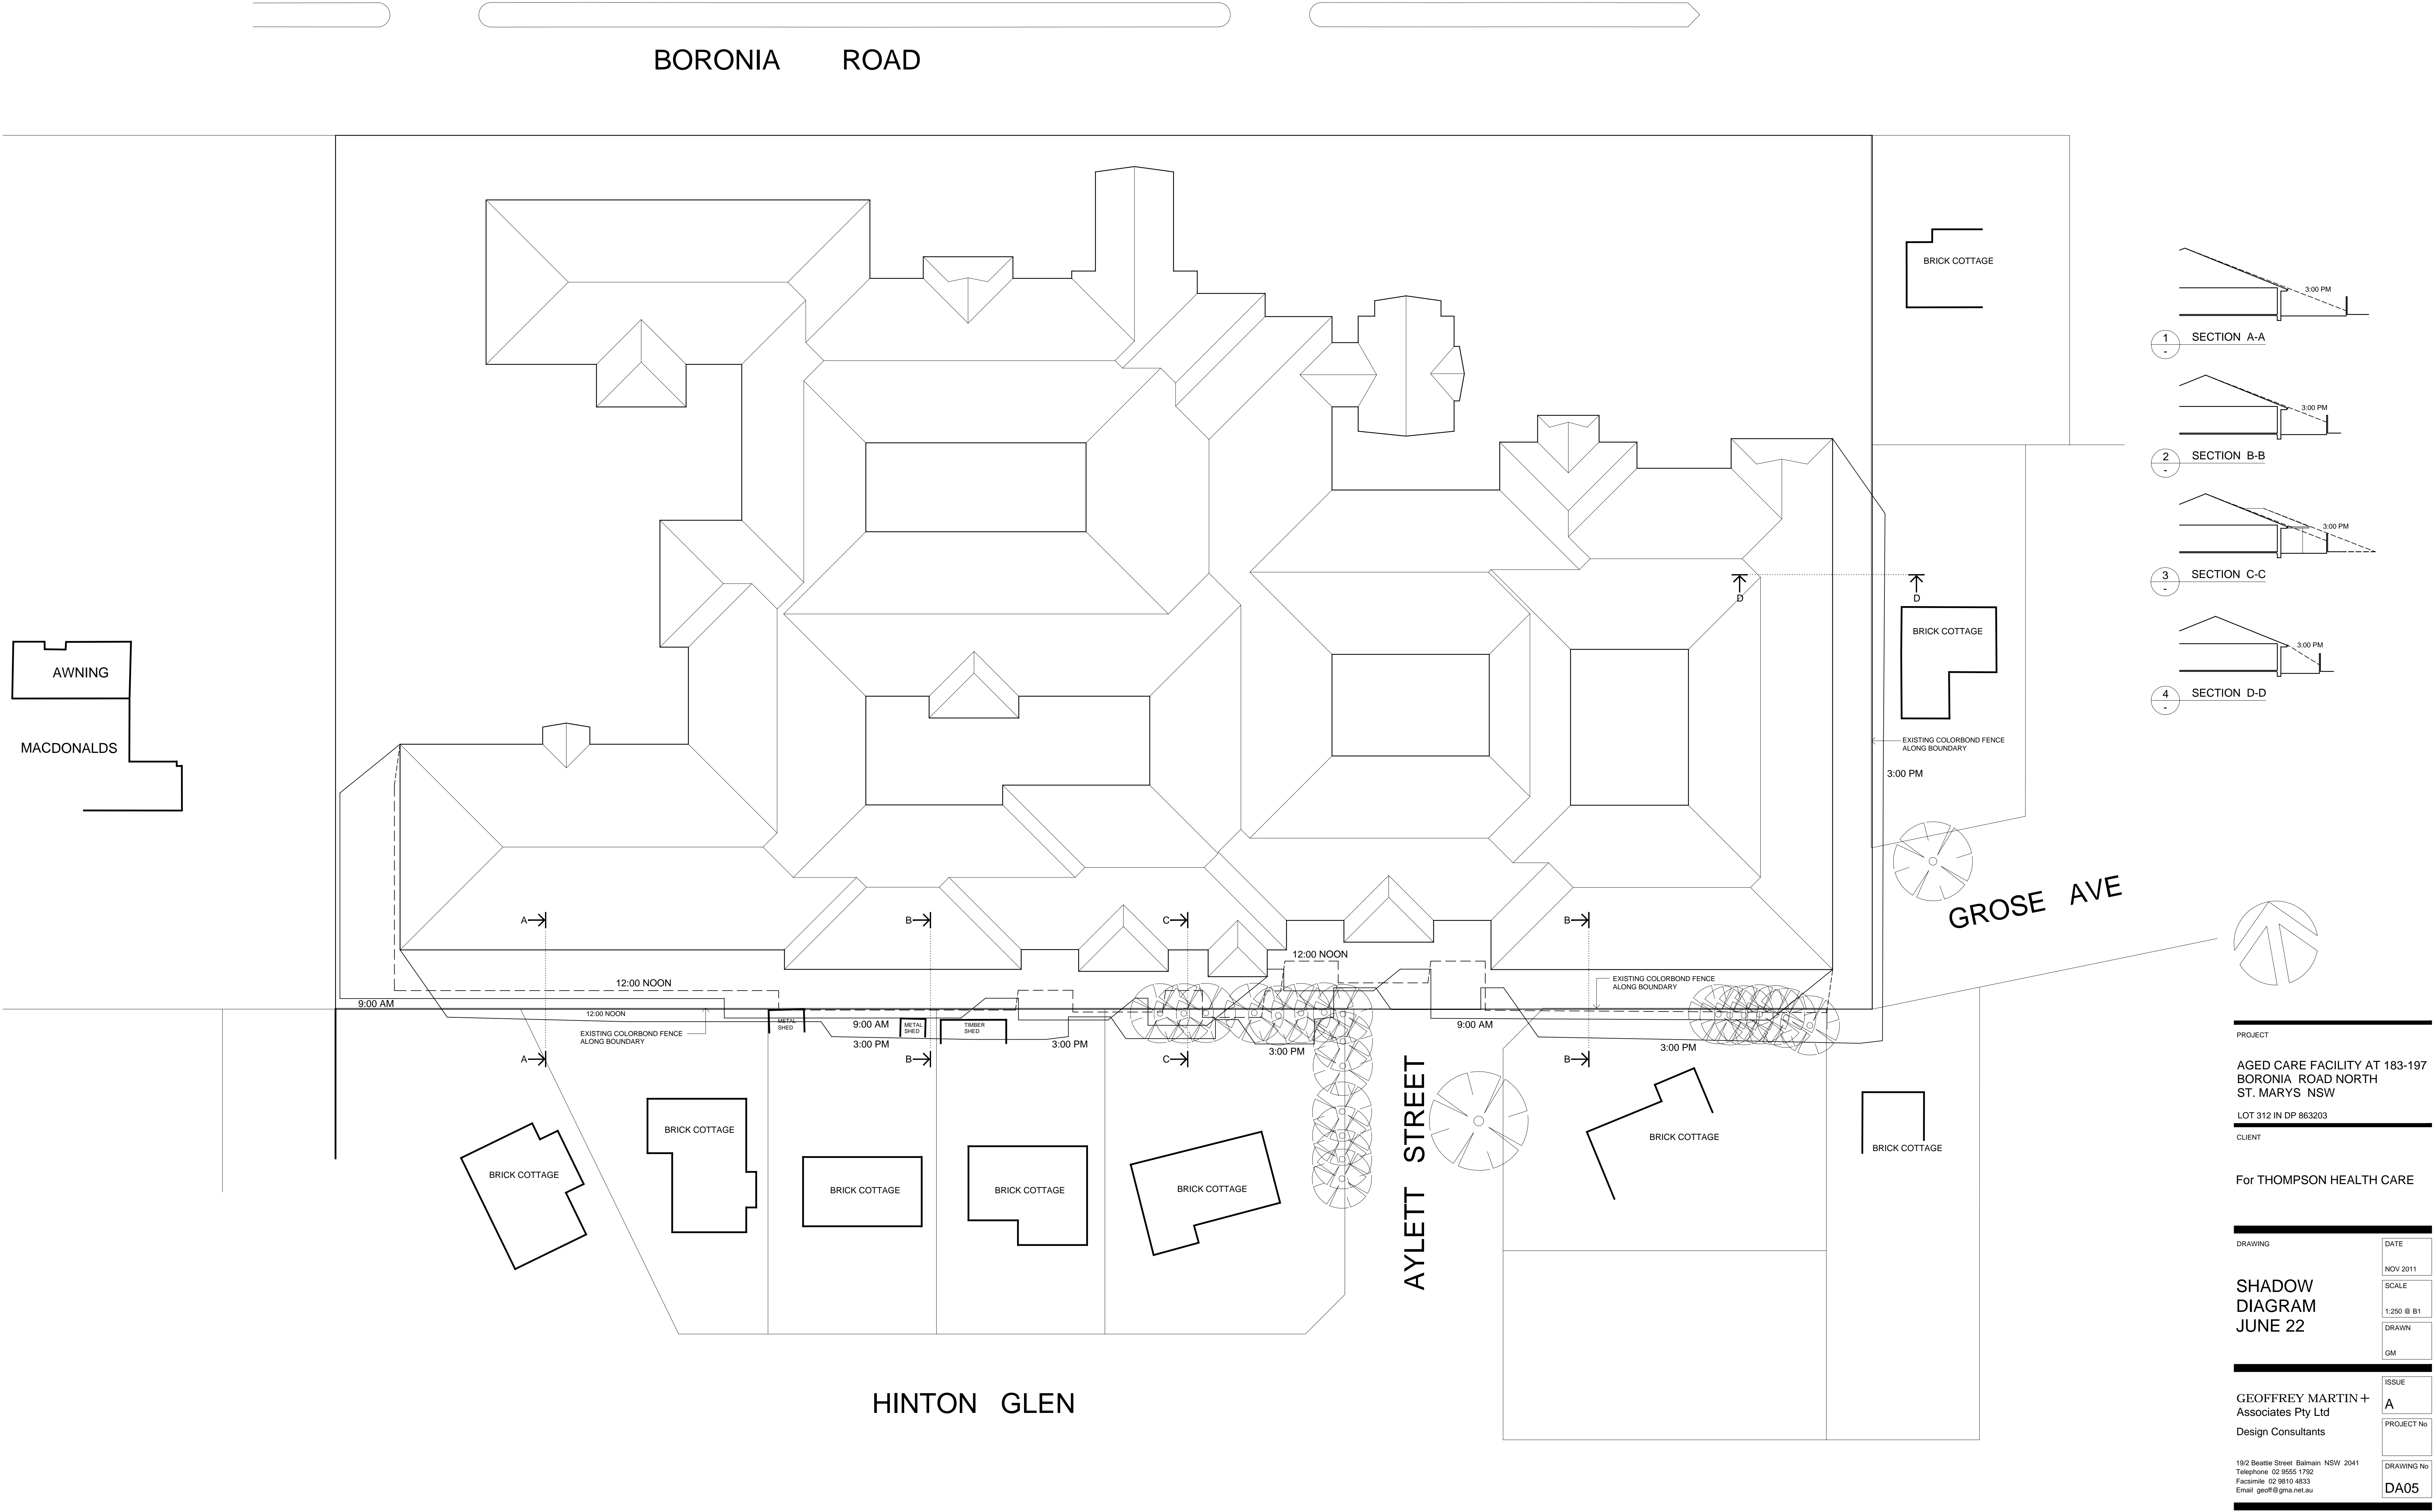 BORONIA ROAD
BRICK COTTAGE
3:00 PM
1
-
SECTION A-A
3:00 PM
2
-
SECTION B-B
3:00 PM
3
-
SECTION C-C
3:00 PM
4
-
SECTION D-D
D
D
BRICK COTTAGE
AWNING
MACDONALDS
EXISTING COLORBOND FENCE
ALONG BOUNDARY
3:00 PM
GROSE AVE
A
B
C
B
12:00 NOON
12:00 NOON
EXISTING COLORBOND FENCE
ALONG BOUNDARY
9:00 AM
12:00 NOON
EXISTING COLORBOND FENCE
ALONG BOUNDARY
METAL
SHED
9:00 AM
METAL
SHED
TIMBER
SHED
9:00 AM
3:00 PM
3:00 PM
3:00 PM
3:00 PM
A
B
C
B
AYLETT STREET
BRICK COTTAGE
BRICK COTTAGE
BRICK COTTAGE
BRICK COTTAGE
BRICK COTTAGE
BRICK COTTAGE
BRICK COTTAGE
HINTON GLEN
PROJECT
AGED CARE FACILITY AT 183-197
BORONIA ROAD NORTH
ST. MARYS NSW
LOT 312 IN DP 863203
CLIENT
For THOMPSON HEALTH CARE
DRAWING
SHADOW
DIAGRAM
JUNE 22
DATE
NOV 2011
SCALE
1:250 @ B1
DRAWN
GM
GEOFFREY MARTIN+
Associates Pty Ltd
Design Consultants
19/2 Beattie Street Balmain NSW 2041
Telephone 02 9555 1792
Facsimile 02 9810 4833
Email geoff@gma.net.au
ISSUE
A
PROJECT No
DRAWING No
DA05